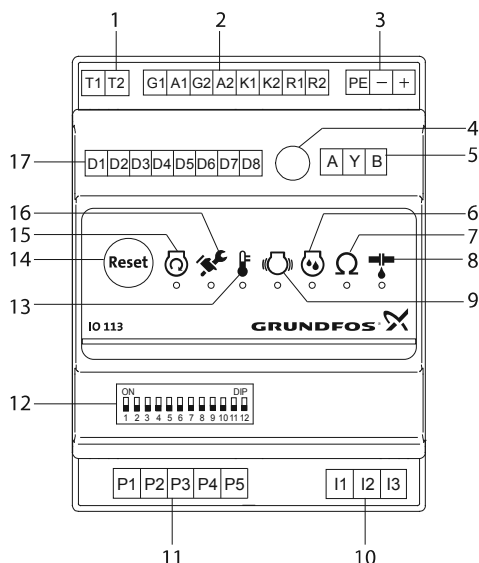 1 2 3
T1 T2 G1 A1 G2 A2 K1 K2 R1 R2 PE − +
4
17 D1 D2 D3 D4 D5 D6 D7 D8 A Y B 5
16 6
15 7
14 Reset Ω 8
13 9
IO 113 GRUNDFOS
12 ON DIP
1 2 3 4 5 6 7 8 9 10 11 12
P1 P2 P3 P4 P5 I1 I2 I3
11 10